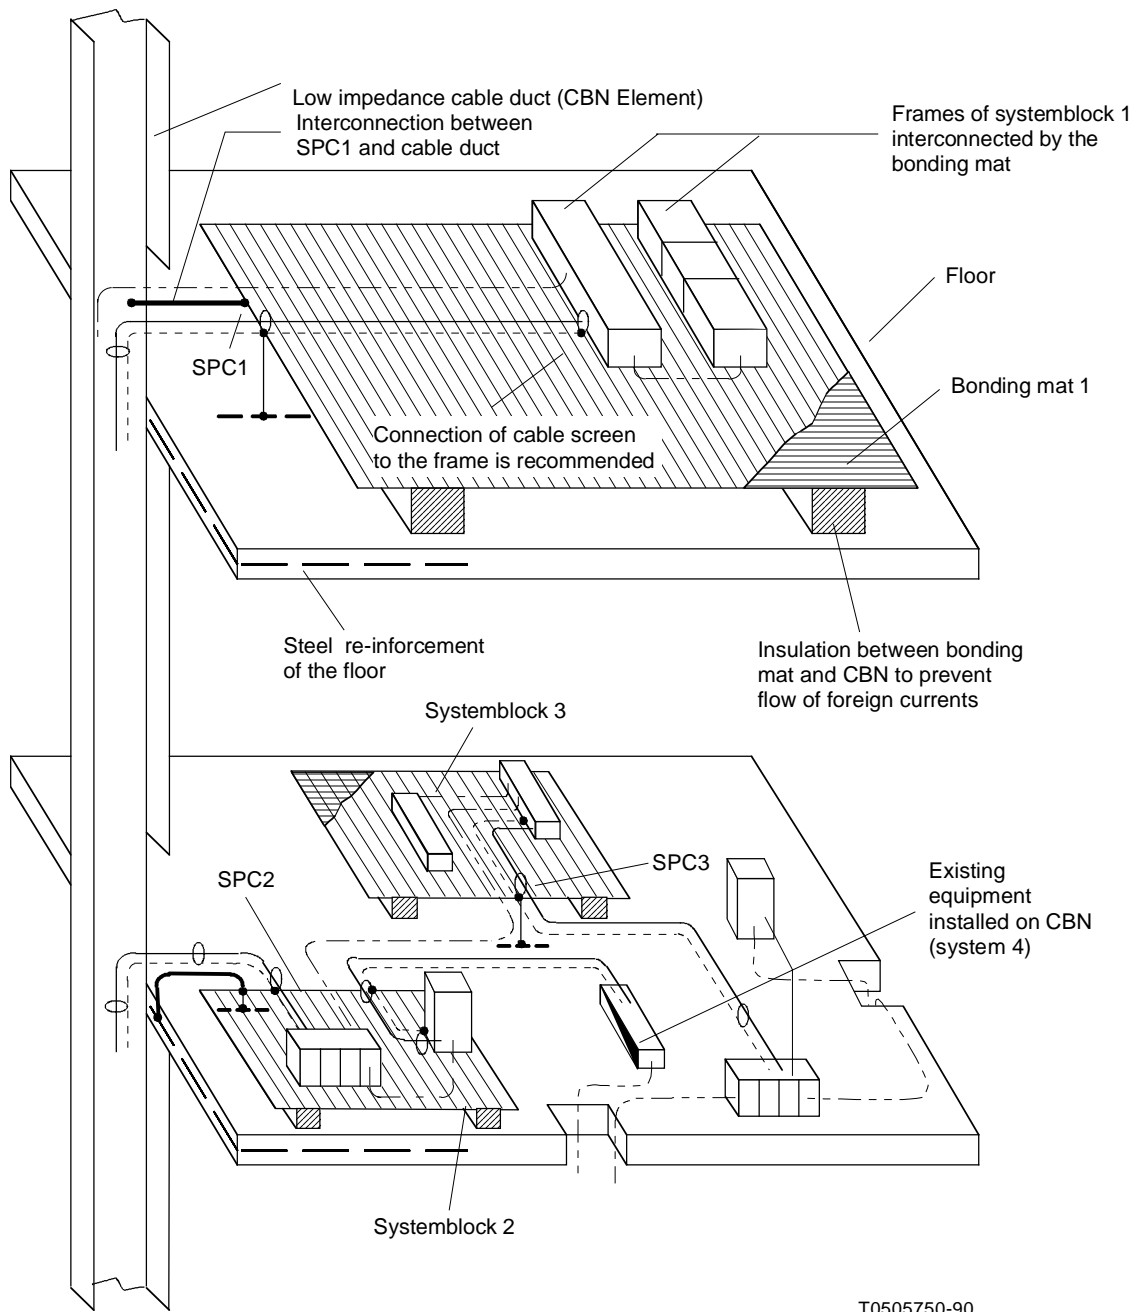 Low impedance cable duct (CBN Element)
Interconnection between
SPC1 and cable duct
Frames of systemblock 1
interconnected by the
bonding mat
Floor
SPC1
Bonding mat 1
Connection of cable screen
to the frame is recommended
Steel re-inforcement
of the floor
Insulation between bonding
mat and CBN to prevent
flow of foreign currents
Systemblock 3
SPC2
SPC3
Existing
equipment
installed on CBN
(system 4)
Systemblock 2
T0505750-90